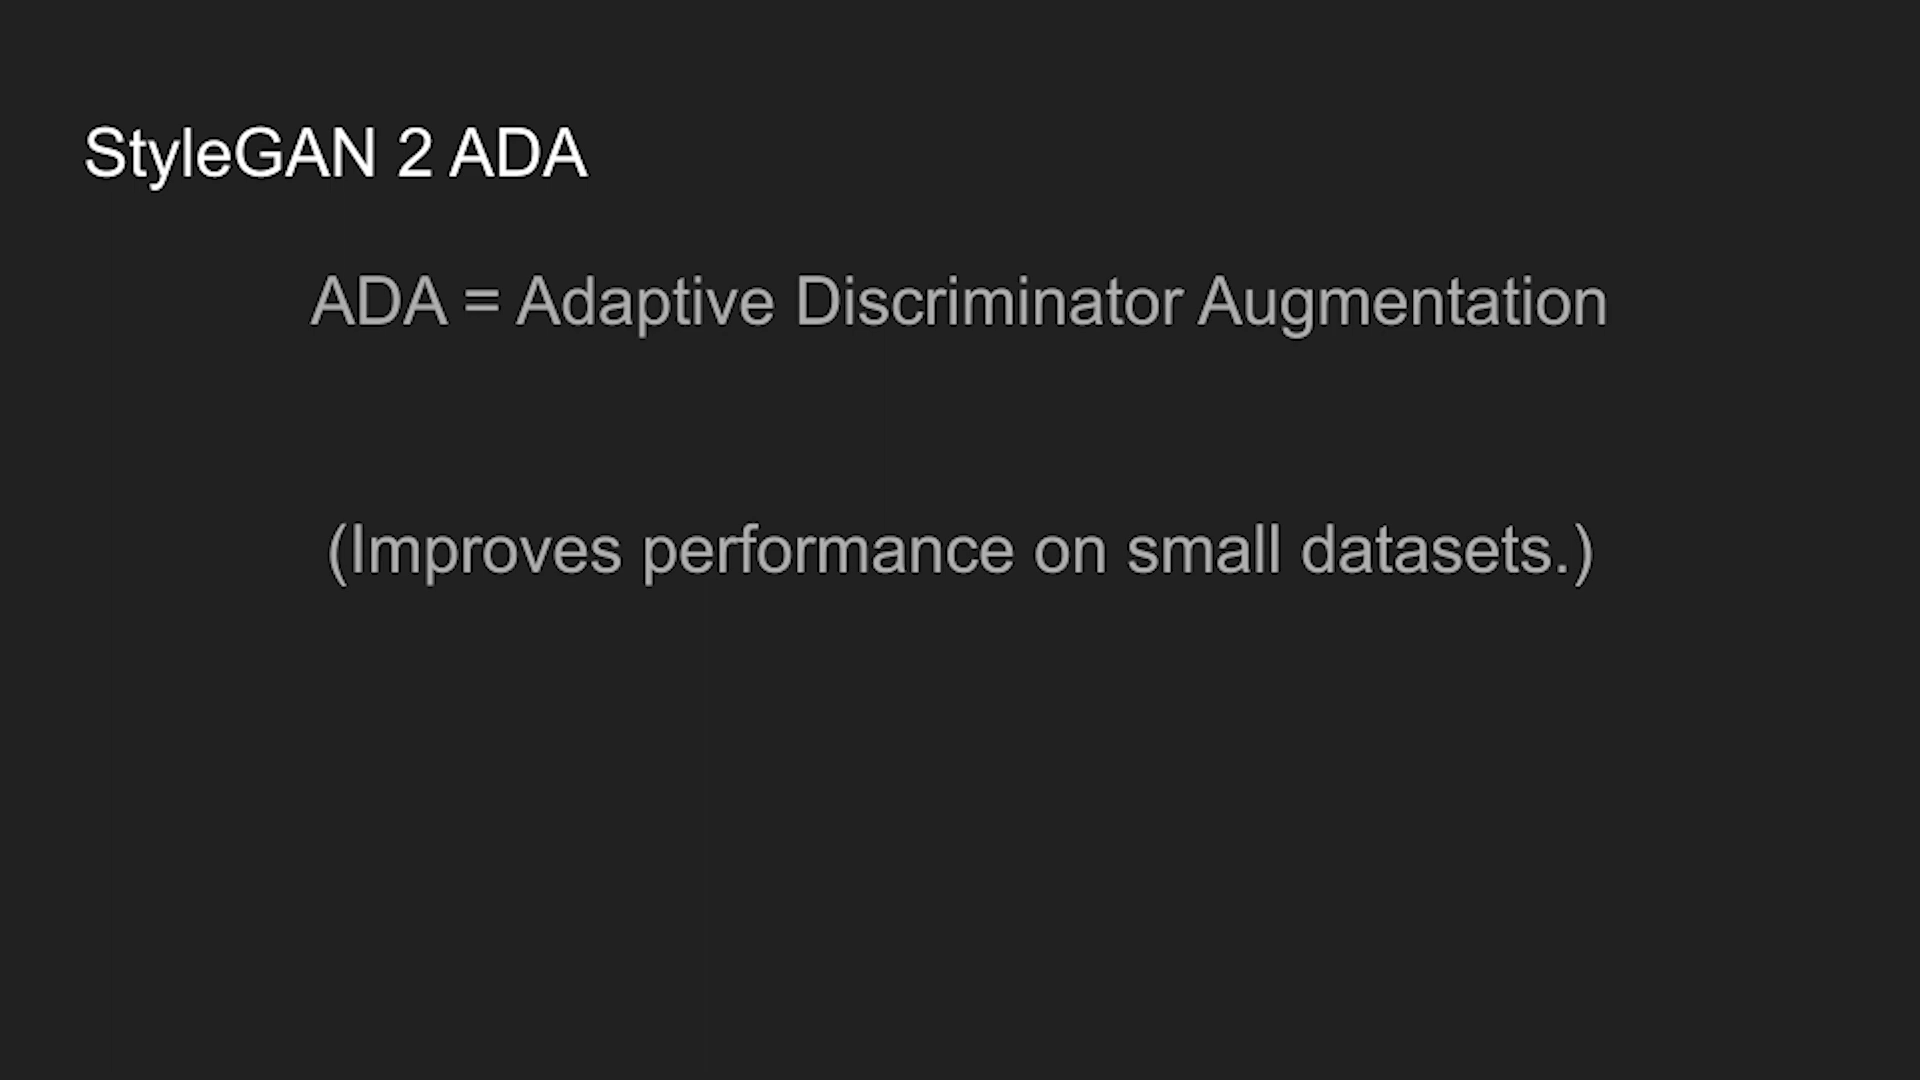 StyleGAN 2 ADA
ADA = Adaptive Discriminator Augmentation
(Improves performance on small datasets.)